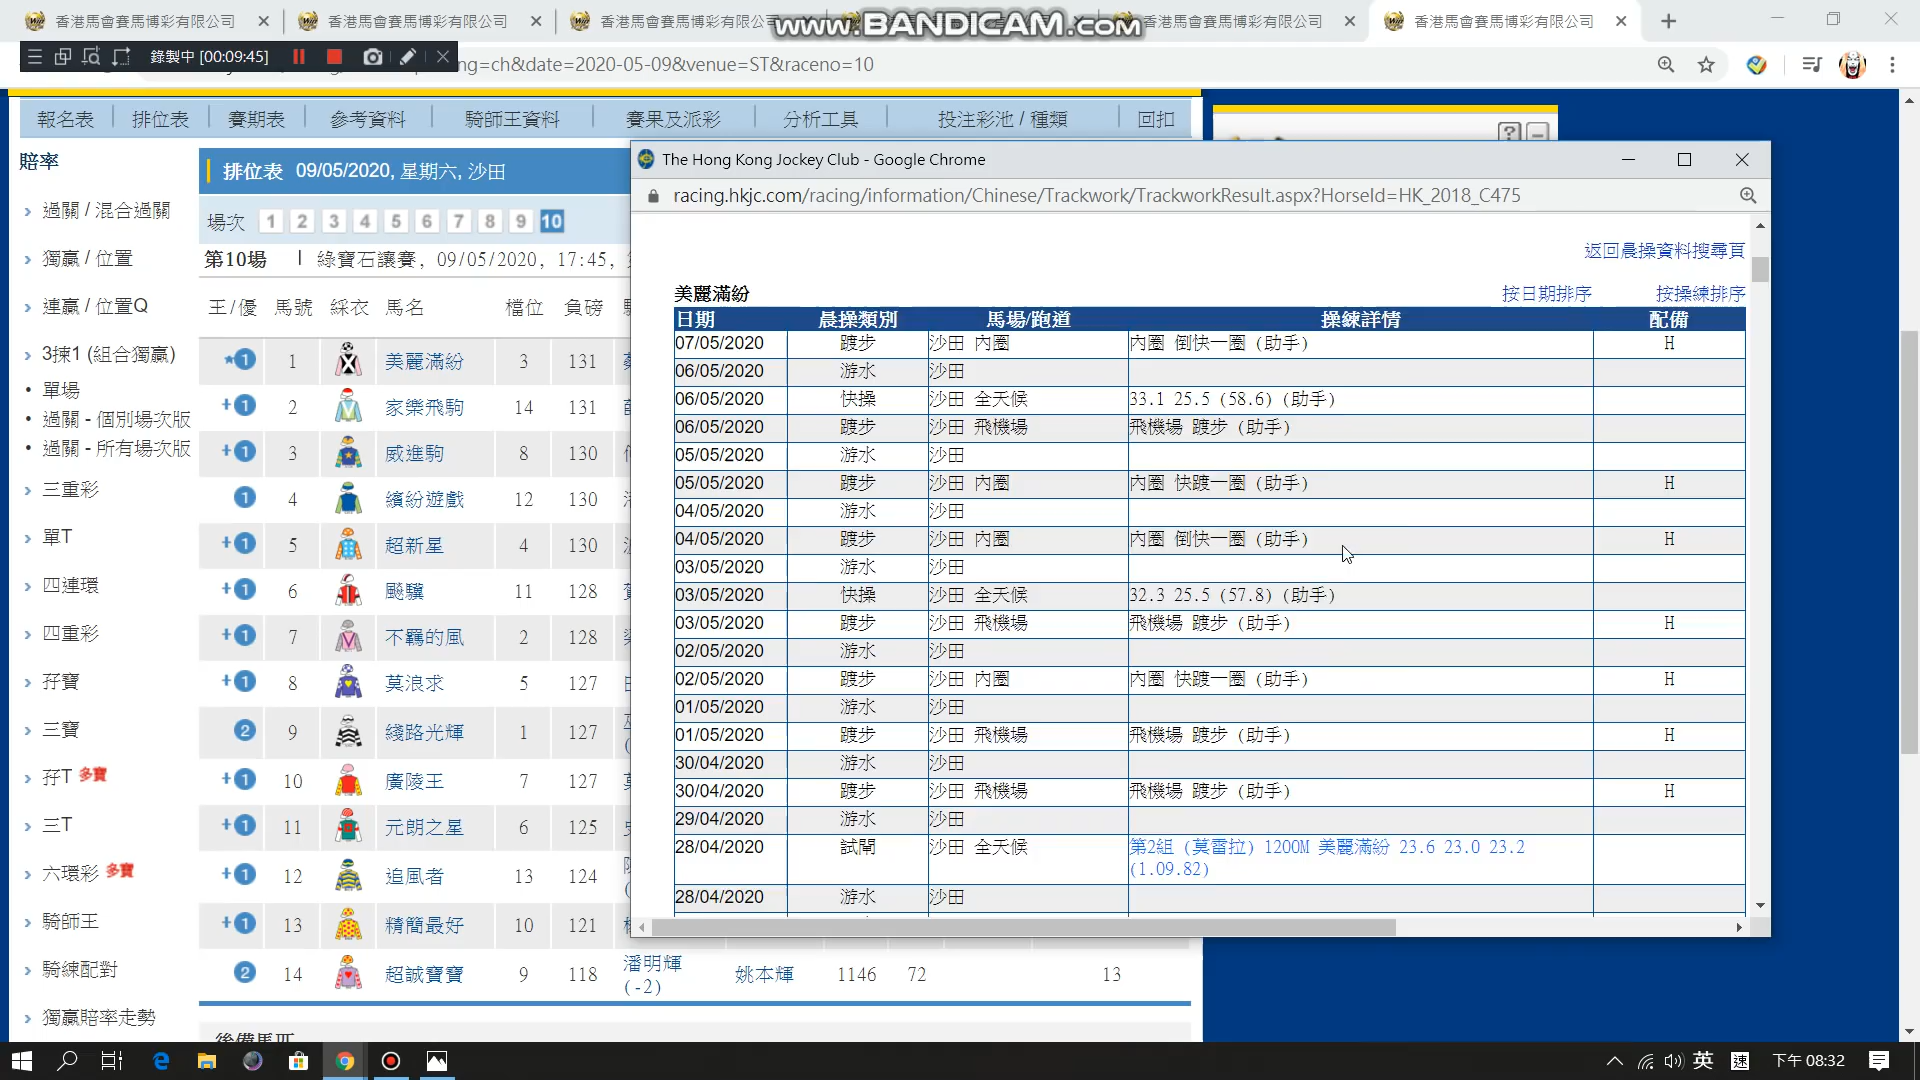 香港馬會賽馬博彩有限公司
香港馬會賽馬博彩有限公司
香港馬會賽馬博彩有限公司
香港馬會賽馬博彩有限公司
香港馬會賽馬博彩有限公司
www.BANDICAM.com
錄製中 [00:09:45]
ng=ch&date=2020-05-09&venue=ST&raceno=10
報名表 排位表 賽期表 參考資料 騎師王資料 賽果及派彩 分析工具 投注彩池 / 種類 回扣
賠率
過關 / 混合過關
獨贏 / 位置
連贏 / 位置Q
3揀1 (組合獨贏)
單場
過關 - 個別場次版
過關 - 所有場次版
三重彩
單T
四連環
四重彩
孖寶
三寶
孖T 多寶
三T
六環彩 多寶
騎師王
騎練配對
獨贏賠率走勢
排位表 09/05/2020, 星期六, 沙田
場次 1 2 3 4 5 6 7 8 9 10
第10場 | 綠寶石讓賽, 09/05/2020, 17:45,
王/優 馬號 綵衣 馬名 檔位 負磅
★1 1 美麗滿紛 3 131
+1 2 家樂飛駒 14 131
+1 3 威進駒 8 130
1 4 繽紛遊戲 12 130
+1 5 超新星 4 130
+1 6 飈驥 11 128
+1 7 不羈的風 2 128
+1 8 莫浪求 5 127
2 9 綫路光輝 1 127
+1 10 廣陵王 7 127
+1 11 元朗之星 6 125
+1 12 追風者 13 124
+1 13 精簡最好 10 121
2 14 超誠寶寶 9 118 潘明輝 (-2) 姚本輝 1146 72 13
後備馬匹
The Hong Kong Jockey Club - Google Chrome
racing.hkjc.com/racing/information/Chinese/Trackwork/TrackworkResult.aspx?HorseId=HK_2018_C475
返回晨操資料搜尋頁
美麗滿紛 按日期排序 按操練排序
日期 晨操類別 馬場/跑道 操練詳情 配備
07/05/2020 踱步 沙田 內圈 內圈 倒快一圈 (助手) H
06/05/2020 游水 沙田
06/05/2020 快操 沙田 全天候 33.1 25.5 (58.6) (助手)
06/05/2020 踱步 沙田 飛機場 飛機場 踱步 (助手)
05/05/2020 游水 沙田
05/05/2020 踱步 沙田 內圈 內圈 快踱一圈 (助手) H
04/05/2020 游水 沙田
04/05/2020 踱步 沙田 內圈 內圈 倒快一圈 (助手) H
03/05/2020 游水 沙田
03/05/2020 快操 沙田 全天候 32.3 25.5 (57.8) (助手)
03/05/2020 踱步 沙田 飛機場 飛機場 踱步 (助手) H
02/05/2020 游水 沙田
02/05/2020 踱步 沙田 內圈 內圈 快踱一圈 (助手) H
01/05/2020 游水 沙田
01/05/2020 踱步 沙田 飛機場 飛機場 踱步 (助手) H
30/04/2020 游水 沙田
30/04/2020 踱步 沙田 飛機場 飛機場 踱步 (助手) H
29/04/2020 游水 沙田
28/04/2020 試閘 沙田 全天候 第2組 (莫雷拉) 1200M 美麗滿紛 23.6 23.0 23.2
(1.09.82)
28/04/2020 游水 沙田
英 速 下午 08:32